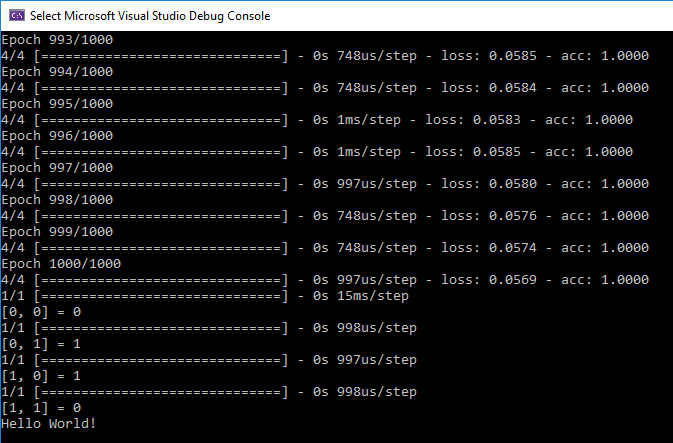 C:\ Select Microsoft Visual Studio Debug Console
Epoch 993/1000
4/4 [==============================] - 0s 748us/step - loss: 0.0585 - acc: 1.0000
Epoch 994/1000
4/4 [==============================] - 0s 748us/step - loss: 0.0584 - acc: 1.0000
Epoch 995/1000
4/4 [==============================] - 0s 1ms/step - loss: 0.0583 - acc: 1.0000
Epoch 996/1000
4/4 [==============================] - 0s 1ms/step - loss: 0.0585 - acc: 1.0000
Epoch 997/1000
4/4 [==============================] - 0s 997us/step - loss: 0.0580 - acc: 1.0000
Epoch 998/1000
4/4 [==============================] - 0s 748us/step - loss: 0.0576 - acc: 1.0000
Epoch 999/1000
4/4 [==============================] - 0s 748us/step - loss: 0.0574 - acc: 1.0000
Epoch 1000/1000
4/4 [==============================] - 0s 997us/step - loss: 0.0569 - acc: 1.0000
1/1 [==============================] - 0s 15ms/step
[0, 0] = 0
1/1 [==============================] - 0s 998us/step
[0, 1] = 1
1/1 [==============================] - 0s 997us/step
[1, 0] = 1
1/1 [==============================] - 0s 998us/step
[1, 1] = 0
Hello World!